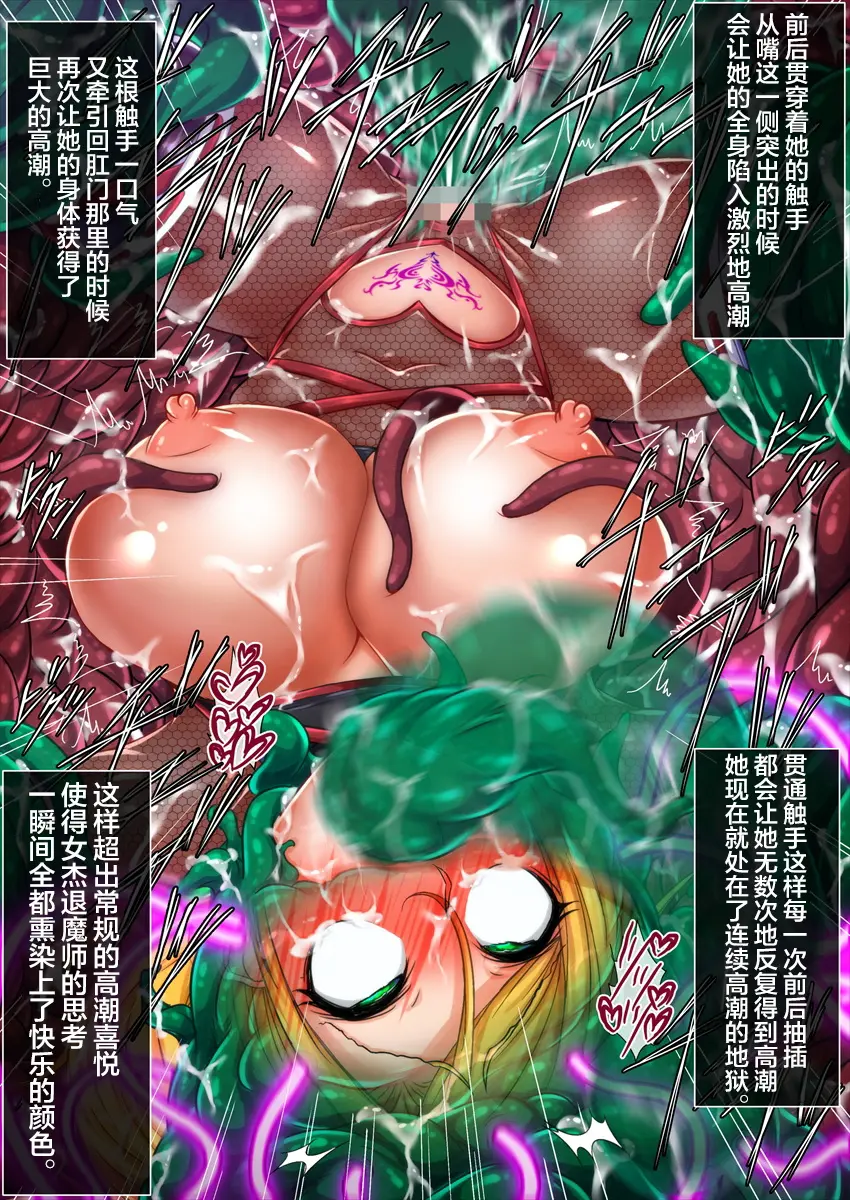 前后贯穿着她的触手
从嘴这一侧突出的时候
会让她的全身陷入激烈地高潮
这根触手一口气
又牵引回肛门那里的时候
再次让她的身体获得了
巨大的高潮。
贯通触手这样每一次前后抽插
都会让她无数次地反复得到高潮
她现在就处在了连续高潮的地狱。
这样超出常规的高潮喜悦
使得女杰退魔师的思考
一瞬间全都熏染上了快乐的颜色。